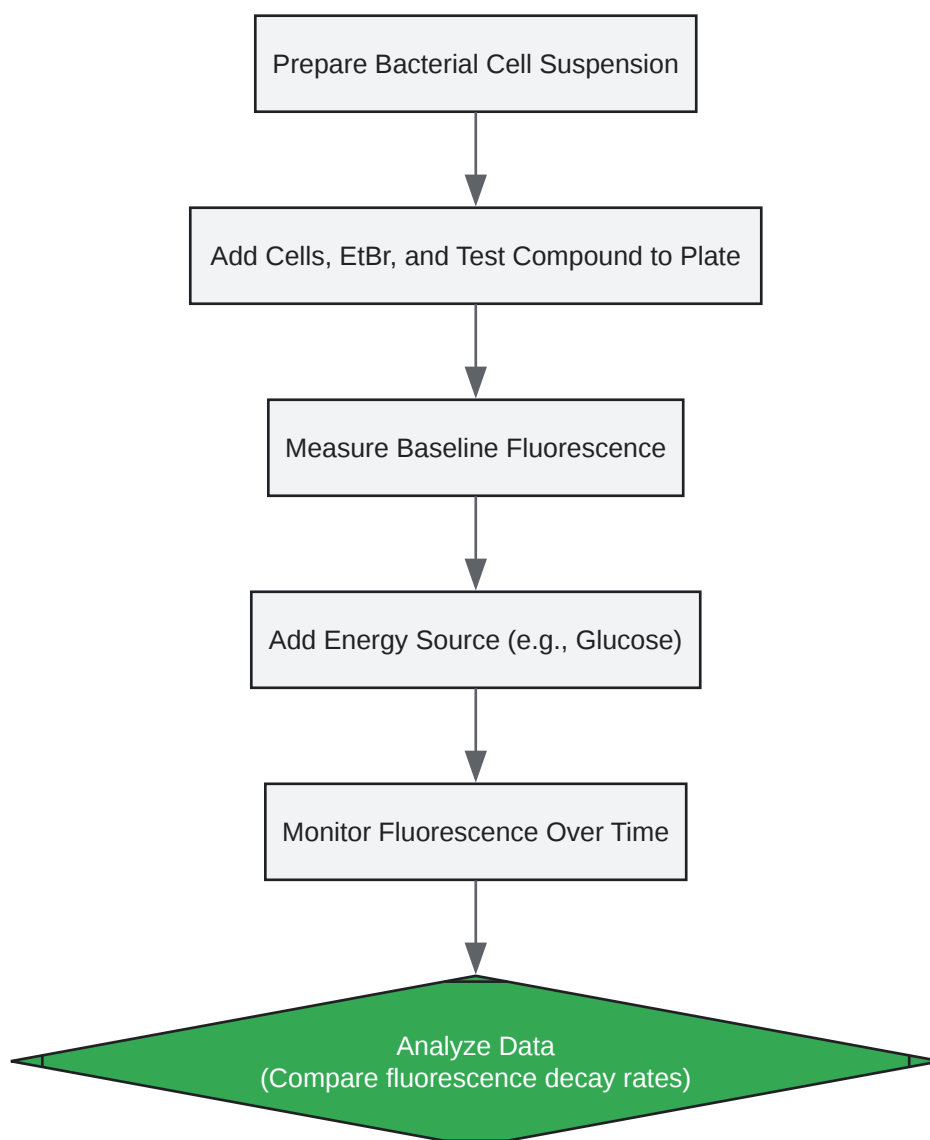 Prepare Bacterial Cell Suspension
Add Cells, EtBr, and Test Compound to Plate
Measure Baseline Fluorescence
Add Energy Source (e.g., Glucose)
Monitor Fluorescence Over Time
Analyze Data
(Compare fluorescence decay rates)